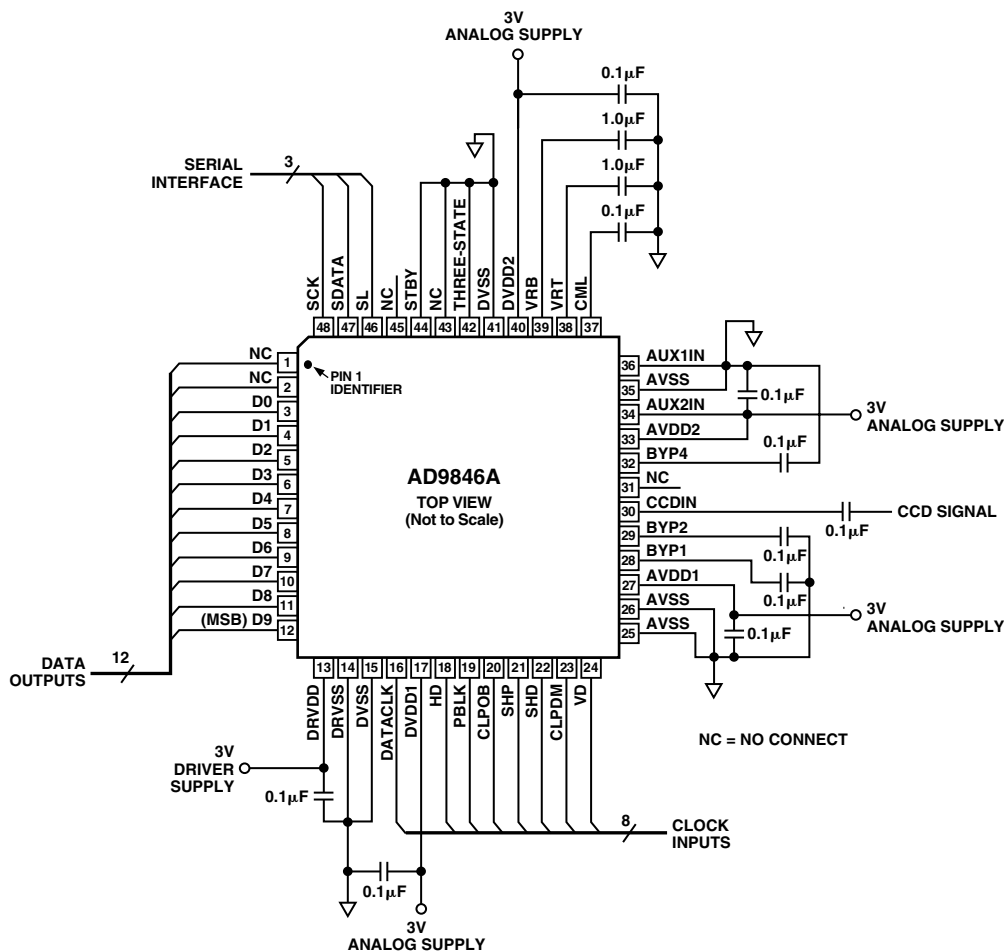 3V
ANALOG SUPPLY
0.1μF
1.0μF
1.0μF
0.1μF
SERIAL
INTERFACE
3
SCK
SDATA
SL
NC
STBY
NC
THREE-STATE
DVSS
DVDD2
VRB
VRT
CML
48 47 46 45 44 43 42 41 40 39 38 37
PIN 1
IDENTIFIER
NC 1
NC 2
D0 3
D1 4
D2 5
D3 6
D4 7
D5 8
D6 9
D7 10
D8 11
(MSB) D9 12
DATA
OUTPUTS
12
AD9846A
TOP VIEW
(Not to Scale)
36 AUX1IN
35 AVSS
34 AUX2IN
33 AVDD2
32 BYP4
31 NC
30 CCDIN
29 BYP2
28 BYP1
27 AVDD1
26 AVSS
25 AVSS
0.1μF
3V
ANALOG SUPPLY
0.1μF
CCD SIGNAL
0.1μF
0.1μF
0.1μF
3V
ANALOG SUPPLY
0.1μF
13 14 15 16 17 18 19 20 21 22 23 24
DRVDD
DRVSS
DVSS
DATACLK
DVDD1
HD
PBLK
CLPOB
SHP
SHD
CLPDM
VD
NC = NO CONNECT
3V
DRIVER
SUPPLY
0.1μF
8
CLOCK
INPUTS
0.1μF
3V
ANALOG SUPPLY